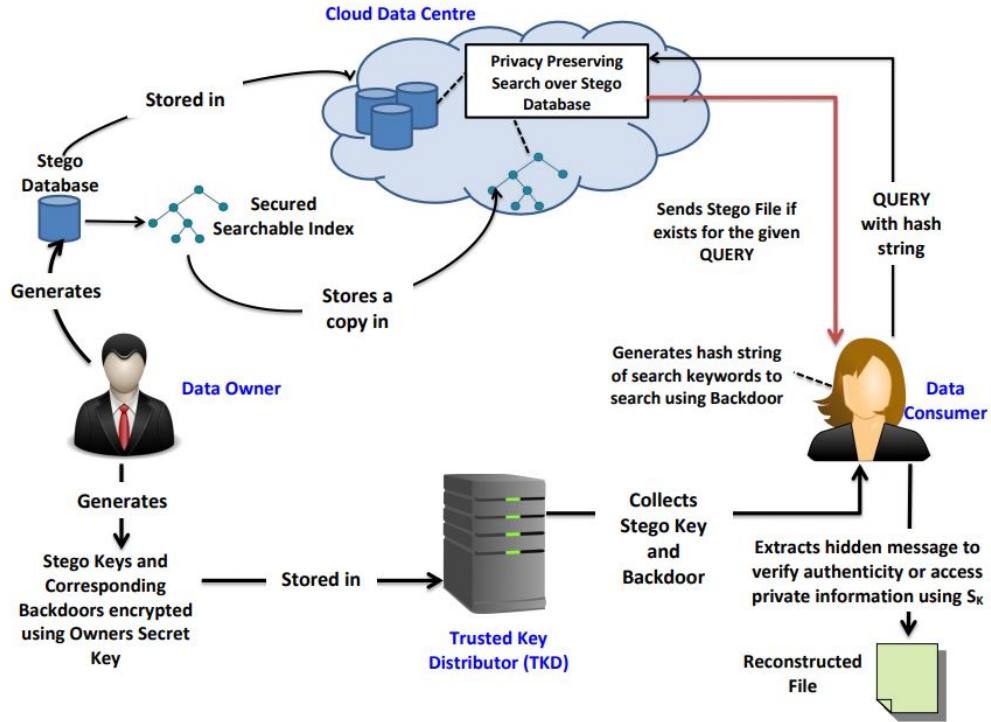 Cloud Data Centre
Privacy Preserving
Search over Stego
Database
Stored in
Stego
Database
Secured
Searchable Index
Generates
Stores a
copy in
Sends Stego File if
exists for the given
QUERY
QUERY
with hash
string
Data Owner
Generates hash string
of search keywords to
search using Backdoor
Data
Consumer
Generates
Stego Keys and
Corresponding
Backdoors encrypted
using Owners Secret
Key
Stored in
Trusted Key
Distributor (TKD)
Collects
Stego Key
and
Backdoor
Extracts hidden message to
verify authenticity or access
private information using SK
Reconstructed
File